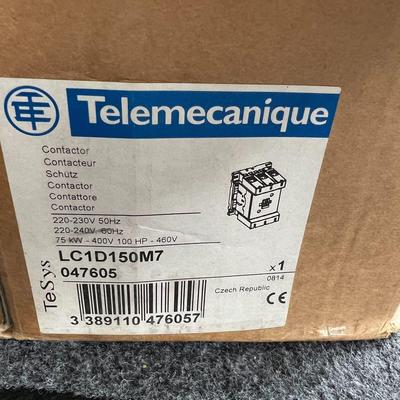 Telemecanique
Contactor
Contacteur
Schütz
Contactor
Contattore
Contactor
220-230V 50Hz
220-240V 60Hz
75 kW - 400V 100 HP - 460V
LC1D150M7
047605
x 1
0814
Czech Republic
CE
TeSys
3 389110 476057